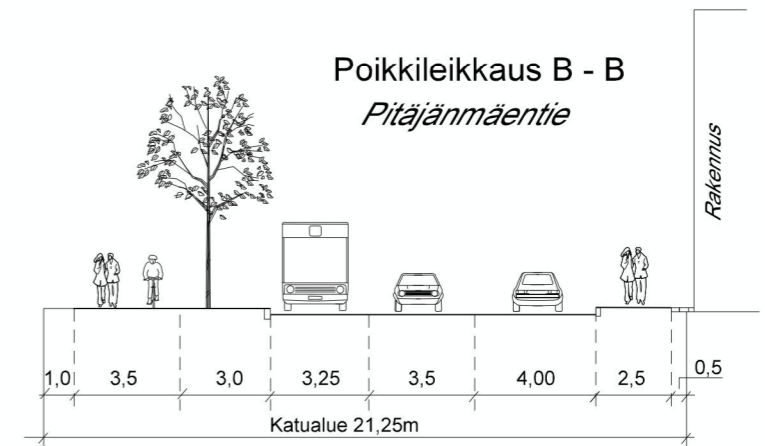 Poikkileikkaus B - B
Pitäjänmäentie
Rakennus
1,0 3,5 3,0 3,25 3,5 4,00 2,5 0,5
Katualue 21,25m